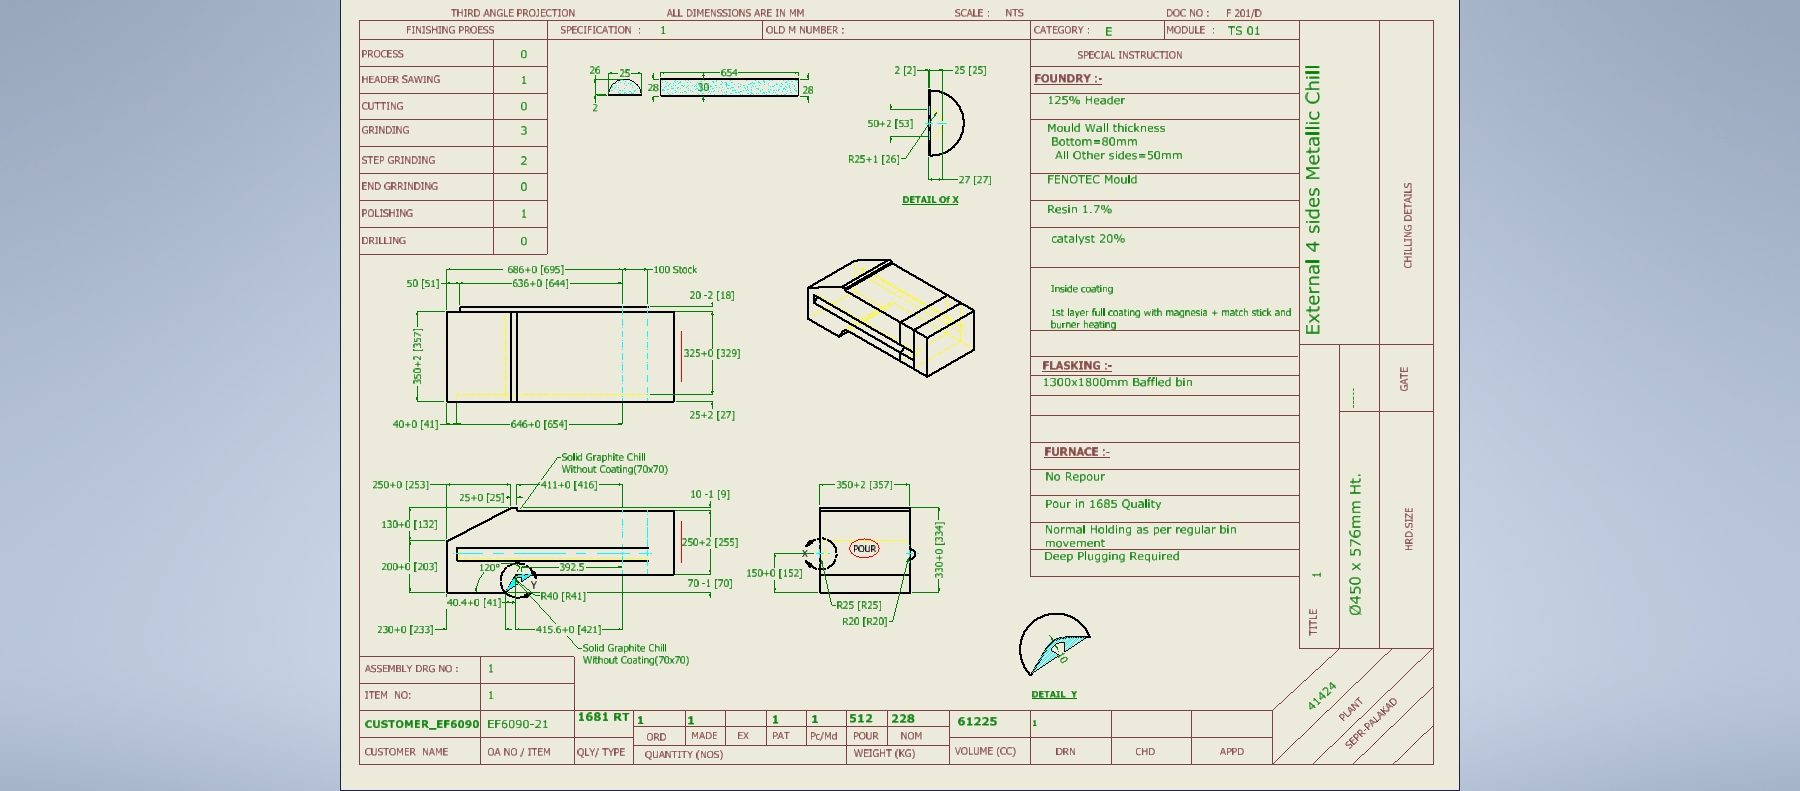 THIRD ANGLE PROJECTION ALL DIMENSSIONS ARE IN MM SCALE : NTS DOC NO : F 201/D
FINISHING PROESS SPECIFICATION : 1 OLD M NUMBER : CATEGORY : E MODULE : TS 01
PROCESS 0
HEADER SAWING 1
CUTTING 0
GRINDING 3
STEP GRINDING 2
END GRRINDING 0
POLISHING 1
DRILLING 0
26 25 654
28 30 28
2
2 [2] 25 [25]
50+2 [53]
R25+1 [26]
27 [27]
DETAIL Of X
SPECIAL INSTRUCTION
FOUNDRY :-
125% Header
Mould Wall thickness
Bottom=80mm
All Other sides=50mm
FENOTEC Mould
Resin 1.7%
catalyst 20%
Inside coating
1st layer full coating with magnesia + match stick and
burner heating
FLASKING :-
1300x1800mm Baffled bin
FURNACE :-
No Repour
Pour in 1685 Quality
Normal Holding as per regular bin
movement
Deep Plugging Required
External 4 sides Metallic Chill
CHILLING DETAILS
GATE
-----
TITLE 1
Ø450 x 576mm Ht.
HRD.SIZE
686+0 [695] 100 Stock
50 [51] 636+0 [644]
20 -2 [18]
350+2 [357]
325+0 [329]
25+2 [27]
40+0 [41] 646+0 [654]
Solid Graphite Chill
Without Coating(70x70)
250+0 [253] 411+0 [416]
25+0 [25] 10 -1 [9]
130+0 [132]
250+2 [255]
200+0 [203] 120° 392.5
Y 70 -1 [70]
40.4+0 [41] R40 [R41]
230+0 [233] 415.6+0 [421]
Solid Graphite Chill
Without Coating(70x70)
350+2 [357]
X POUR
330+0 [334]
150+0 [152]
R25 [R25]
R20 [R20]
DETAIL Y
ASSEMBLY DRG NO : 1
ITEM NO: 1
CUSTOMER_EF6090 EF6090-21 1681 RT 1 1 1 1 512 228 61225 1
ORD MADE EX PAT Pc/Md POUR NOM
CUSTOMER NAME OA NO / ITEM QLY/ TYPE QUANTITY (NOS) WEIGHT (KG) VOLUME (CC) DRN CHD APPD
41424
PLANT
SEPR-PALAKAD